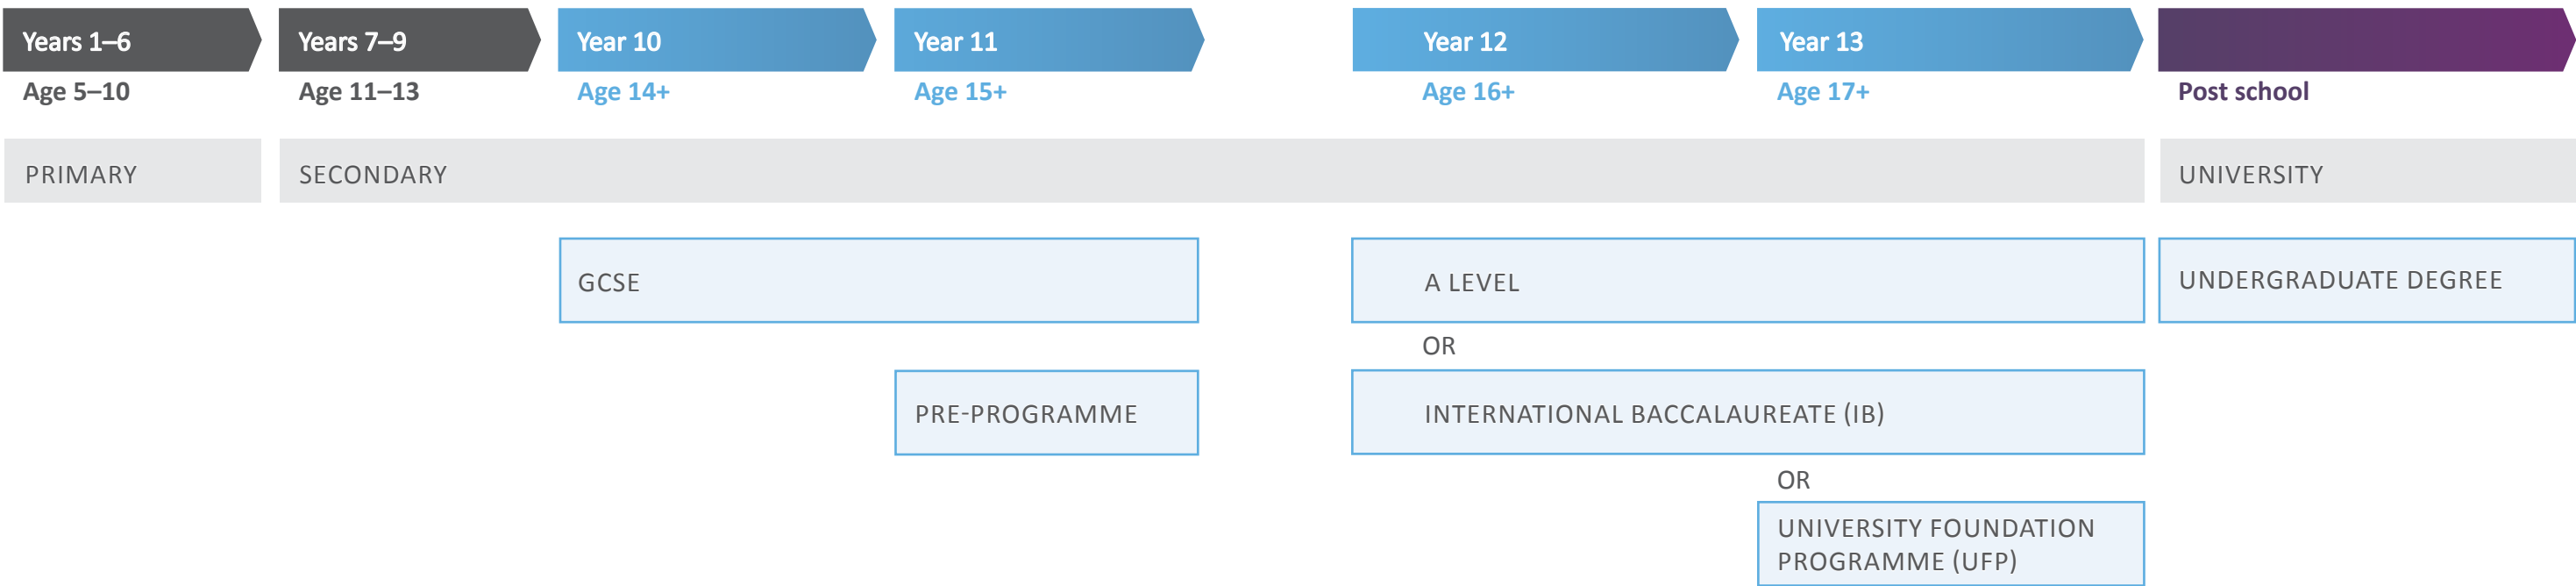 Years 1–6
Years 7–9
Year 10
Year 11
Year 12
Year 13
Age 5–10
Age 11–13
Age 14+
Age 15+
Age 16+
Age 17+
Post school
PRIMARY
SECONDARY
UNIVERSITY
GCSE
A LEVEL
UNDERGRADUATE DEGREE
OR
PRE-PROGRAMME
INTERNATIONAL BACCALAUREATE (IB)
OR
UNIVERSITY FOUNDATION
PROGRAMME (UFP)